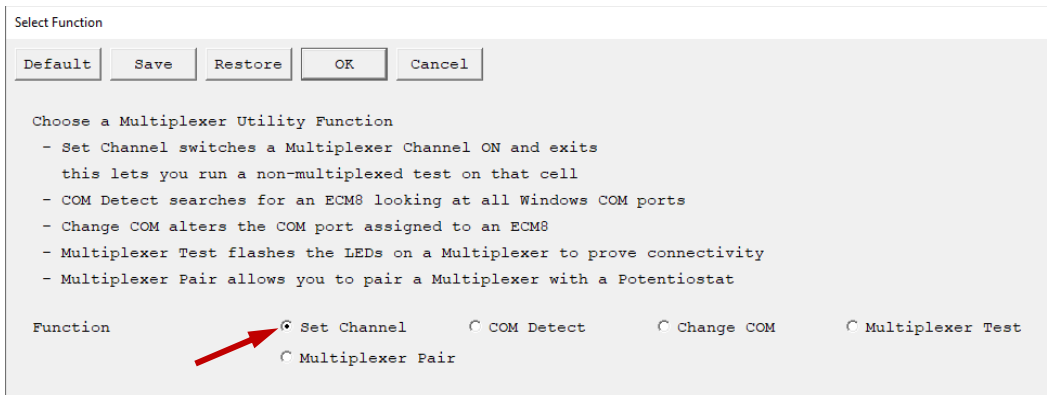 Select Function
Default Save Restore OK Cancel
Choose a Multiplexer Utility Function
- Set Channel switches a Multiplexer Channel ON and exits
this lets you run a non-multiplexed test on that cell
- COM Detect searches for an ECM8 looking at all Windows COM ports
- Change COM alters the COM port assigned to an ECM8
- Multiplexer Test flashes the LEDs on a Multiplexer to prove connectivity
- Multiplexer Pair allows you to pair a Multiplexer with a Potentiostat
Function Set Channel COM Detect Change COM Multiplexer Test
Multiplexer Pair